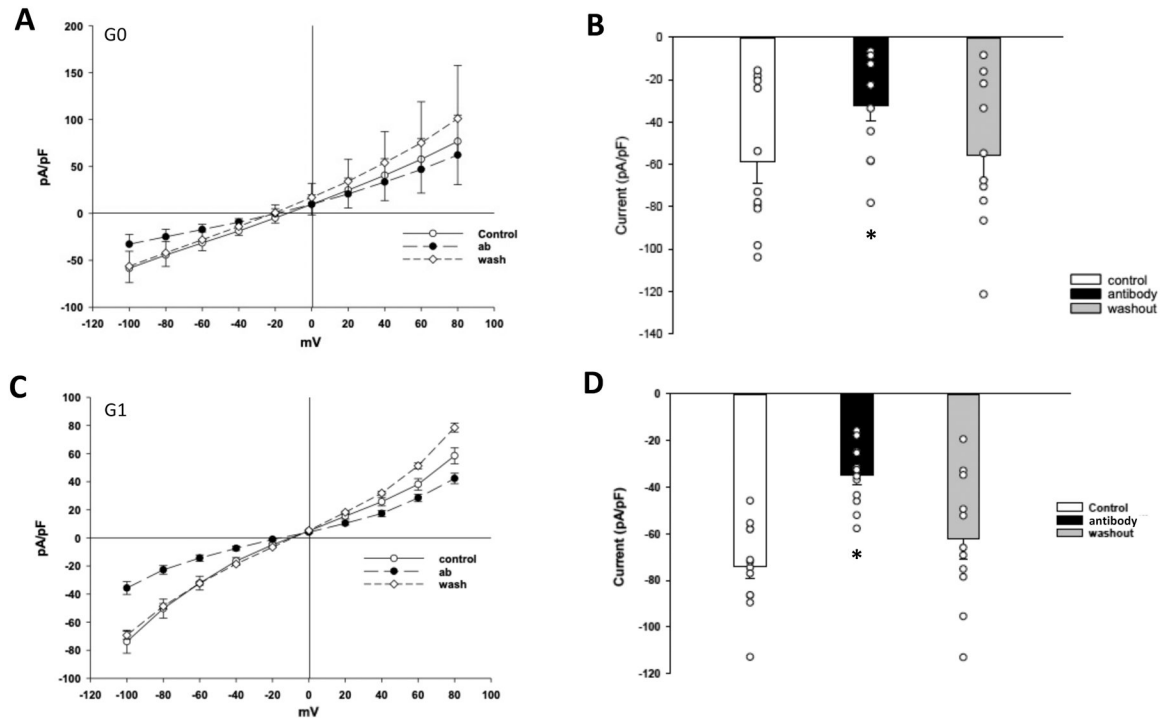 A
G0
200
150
100
50
0
-50
-100
pA/pF
-120 -100 -80 -60 -40 -20 0 20 40 60 80 100
mV
Control
ab
wash
B
0
-20
-40
-60
-80
-100
-120
-140
Current (pA/pF)
*
control
antibody
washout
C
G1
100
80
60
40
20
0
-20
-40
-60
-80
-100
pA/pF
-120 -100 -80 -60 -40 -20 0 20 40 60 80 100
mV
control
ab
wash
D
0
-20
-40
-60
-80
-100
-120
Current (pA/pF)
*
Control
antibody
washout